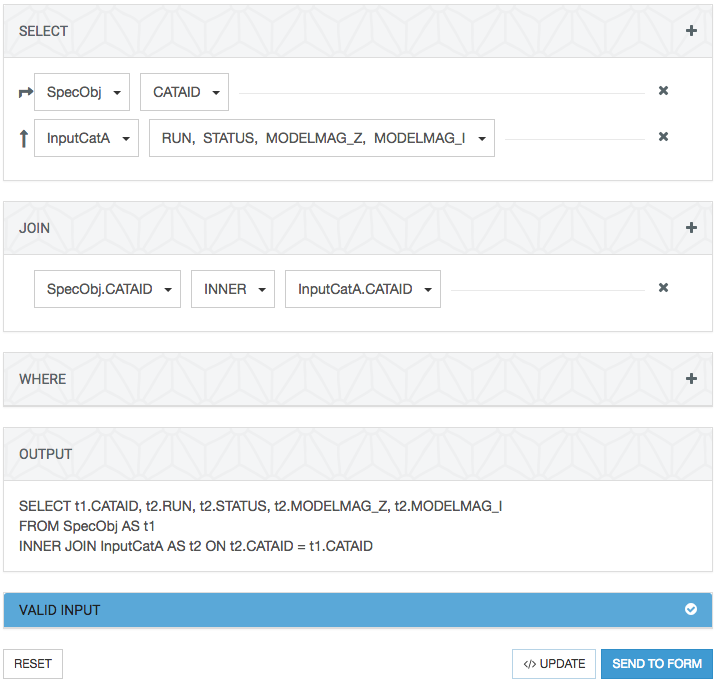 SELECT
SpecObj CATAID
InputCatA RUN, STATUS, MODELMAG_Z, MODELMAG_I
JOIN
SpecObj.CATAID INNER InputCatA.CATAID
WHERE
OUTPUT
SELECT t1.CATAID, t2.RUN, t2.STATUS, t2.MODELMAG_Z, t2.MODELMAG_I
FROM SpecObj AS t1
INNER JOIN InputCatA AS t2 ON t2.CATAID = t1.CATAID
VALID INPUT
RESET </> UPDATE SEND TO FORM